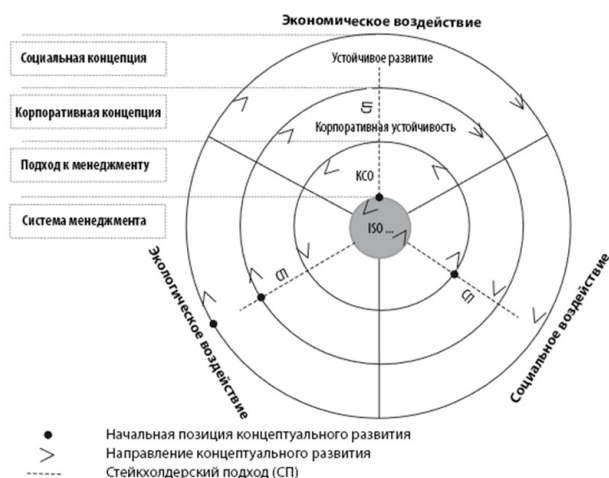 Экономическое воздействие
Социальная концепция
Устойчивое развитие
Корпоративная концепция
СП
Корпоративная устойчивость
Подход к менеджменту
КСО
Система менеджмента
ISO ...
СП
СП
Экологическое воздействие
Социальное воздействие
Начальная позиция концептуального развития
Направление концептуального развития
Стейкхолдерский подход (СП)